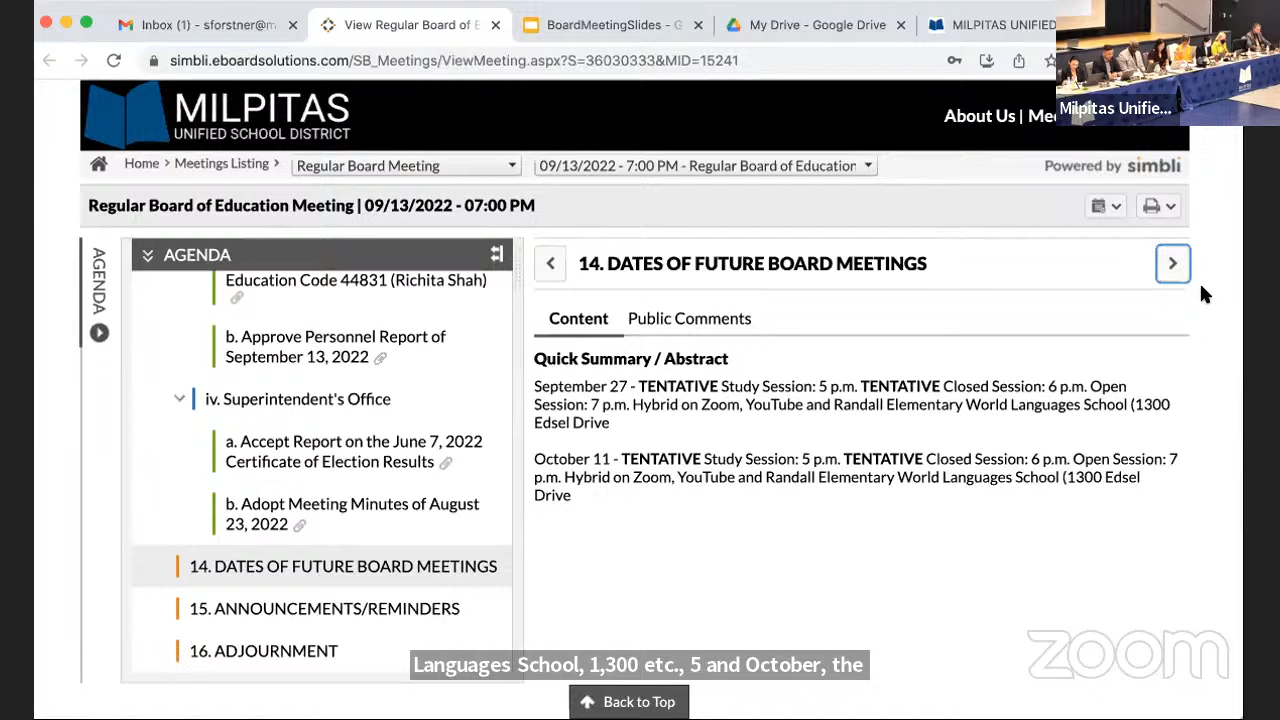 Inbox (1) - sforstner@m
View Regular Board of E
BoardMeetingSlides - G
My Drive - Google Drive
MILPITAS UNIFIED
simbli.eboardsolutions.com/SB_Meetings/ViewMeeting.aspx?S=36030333&MID=15241
Milpitas Unifie...
MILPITAS
UNIFIED SCHOOL DISTRICT
About Us | Mee
Home > Meetings Listing >
Regular Board Meeting
09/13/2022 - 7:00 PM - Regular Board of Education
Powered by simbli
Regular Board of Education Meeting | 09/13/2022 - 07:00 PM
AGENDA
AGENDA
Education Code 44831 (Richita Shah)
b. Approve Personnel Report of
September 13, 2022
iv. Superintendent's Office
a. Accept Report on the June 7, 2022
Certificate of Election Results
b. Adopt Meeting Minutes of August
23, 2022
14. DATES OF FUTURE BOARD MEETINGS
15. ANNOUNCEMENTS/REMINDERS
16. ADJOURNMENT
14. DATES OF FUTURE BOARD MEETINGS
Content Public Comments
Quick Summary / Abstract
September 27 - TENTATIVE Study Session: 5 p.m. TENTATIVE Closed Session: 6 p.m. Open
Session: 7 p.m. Hybrid on Zoom, YouTube and Randall Elementary World Languages School (1300
Edsel Drive
October 11 - TENTATIVE Study Session: 5 p.m. TENTATIVE Closed Session: 6 p.m. Open Session: 7
p.m. Hybrid on Zoom, YouTube and Randall Elementary World Languages School (1300 Edsel
Drive
zoom
Languages School, 1,300 etc., 5 and October, the
Back to Top